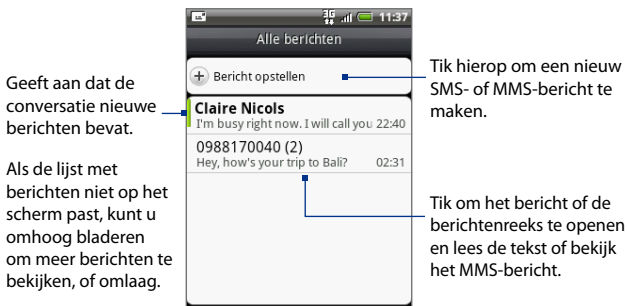 3G 11:37
Alle berichten
Bericht opstellen
Claire Nicols
I'm busy right now. I will call you 22:40
0988170040 (2)
Hey, how's your trip to Bali? 02:31
Geeft aan dat de
conversatie nieuwe
berichten bevat.
Als de lijst met
berichten niet op het
scherm past, kunt u
omhoog bladeren
om meer berichten te
bekijken, of omlaag.
Tik hierop om een nieuw
SMS- of MMS-bericht te
maken.
Tik om het bericht of de
berichtenreeks te openen
en lees de tekst of bekijk
het MMS-bericht.